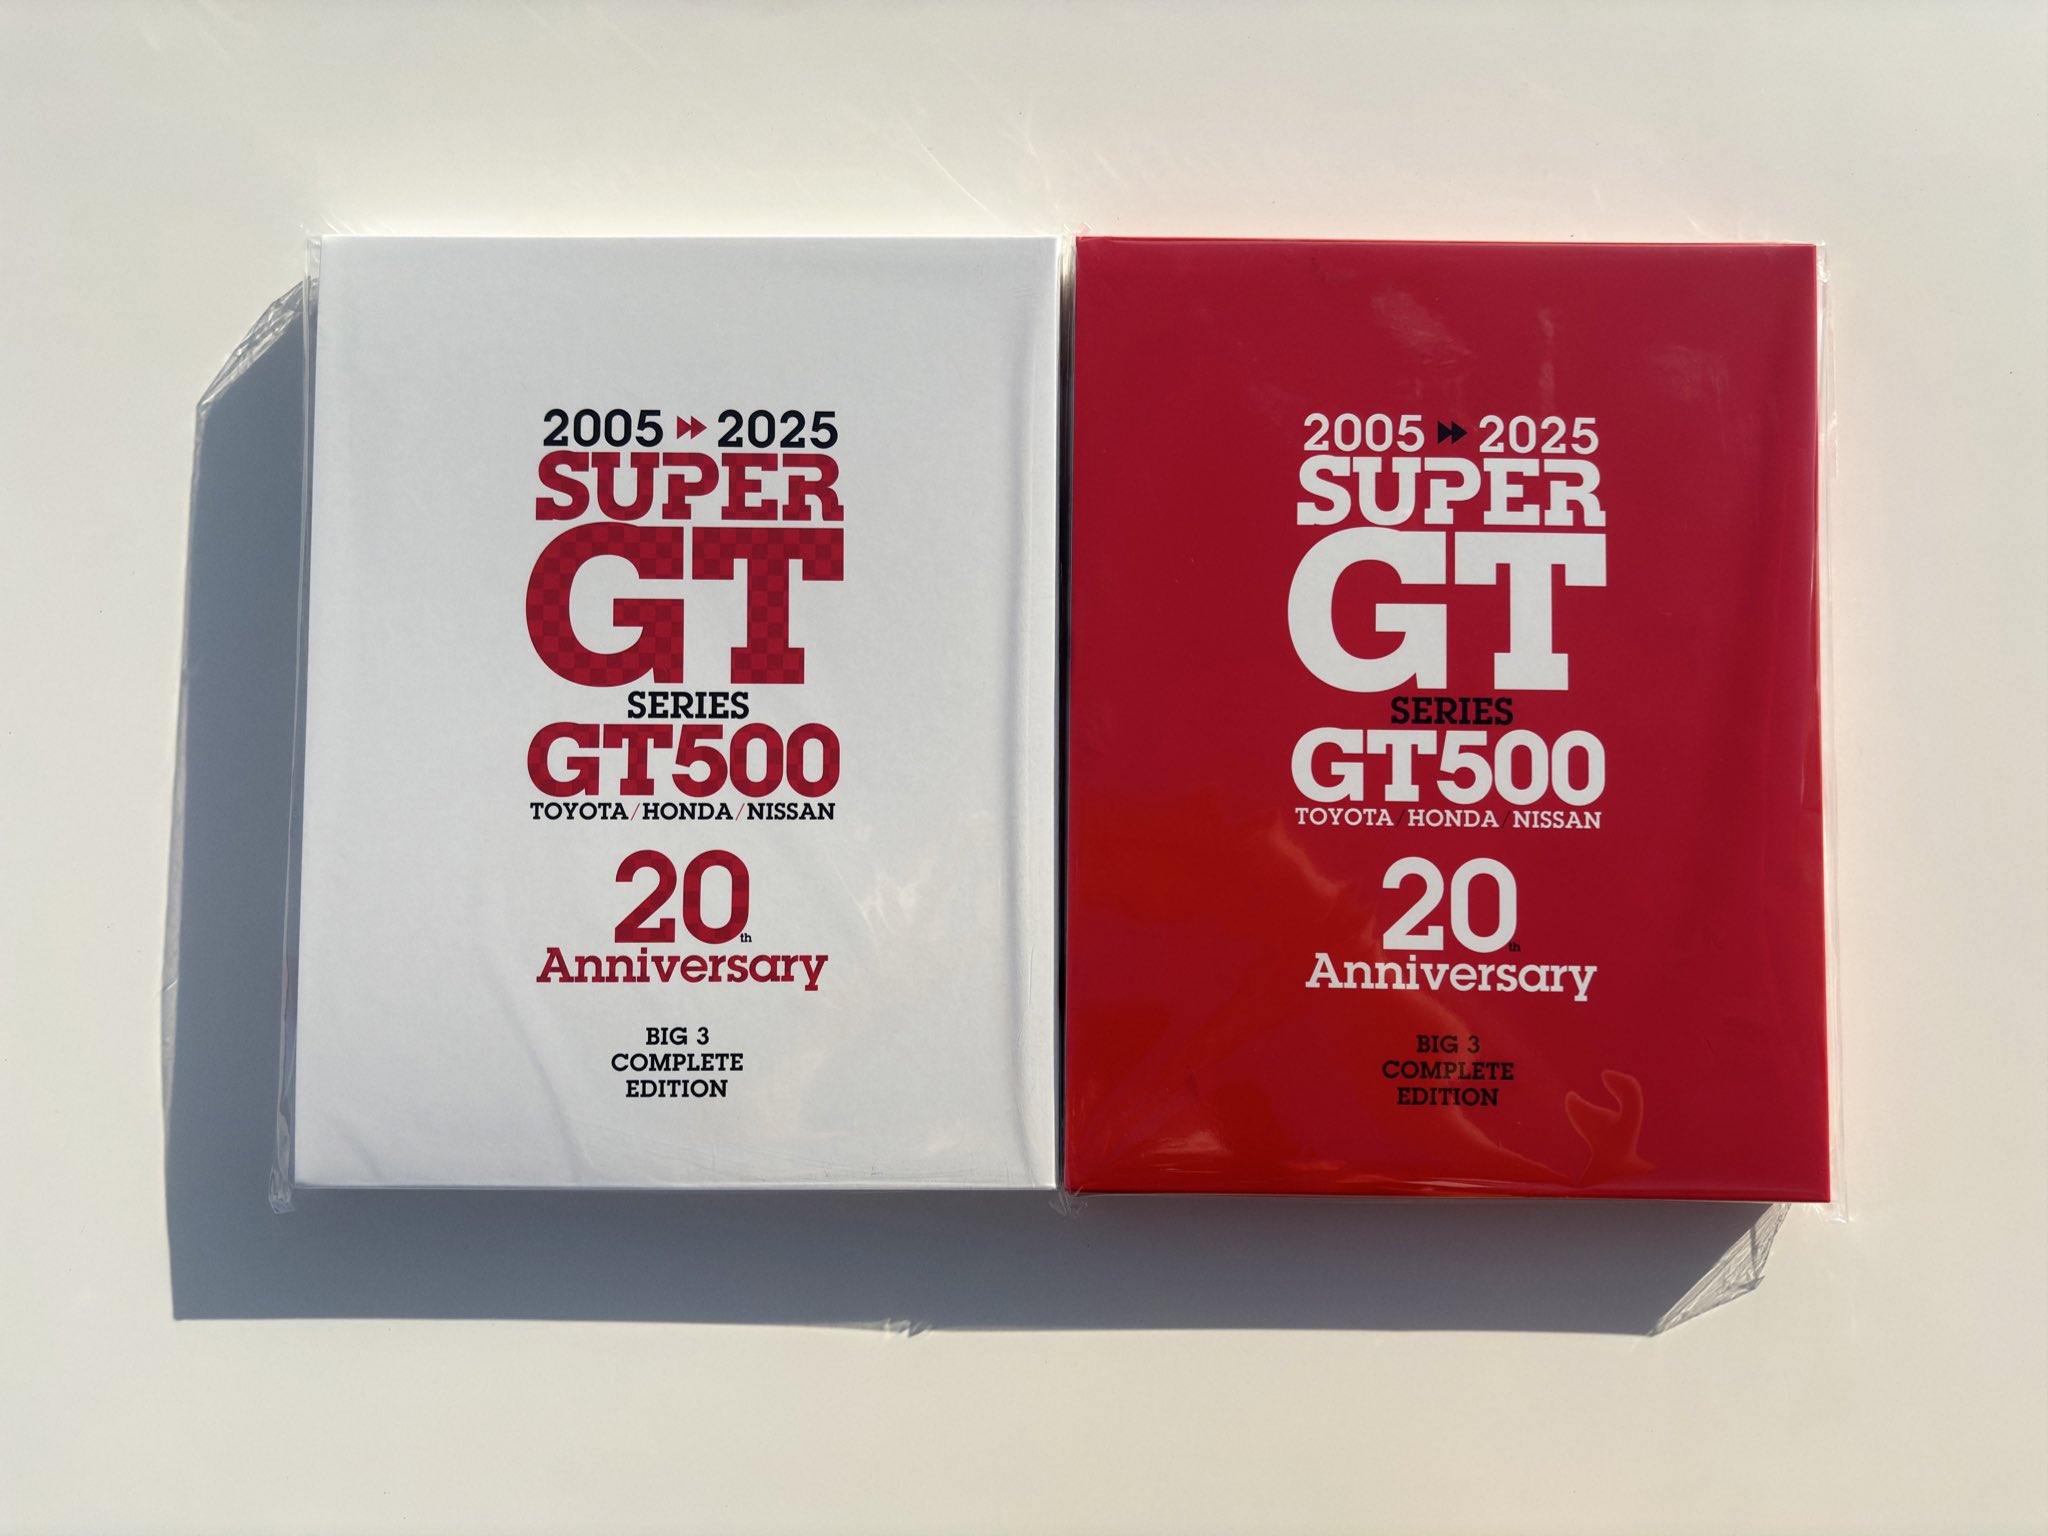 2005 2025
SUPER
GT
SERIES
GT500
TOYOTA/HONDA/NISSAN
20th
Anniversary
BIG 3
COMPLETE
EDITION
2005 2025
SUPER
GT
SERIES
GT500
TOYOTA/HONDA/NISSAN
20th
Anniversary
BIG 3
COMPLETE
EDITION